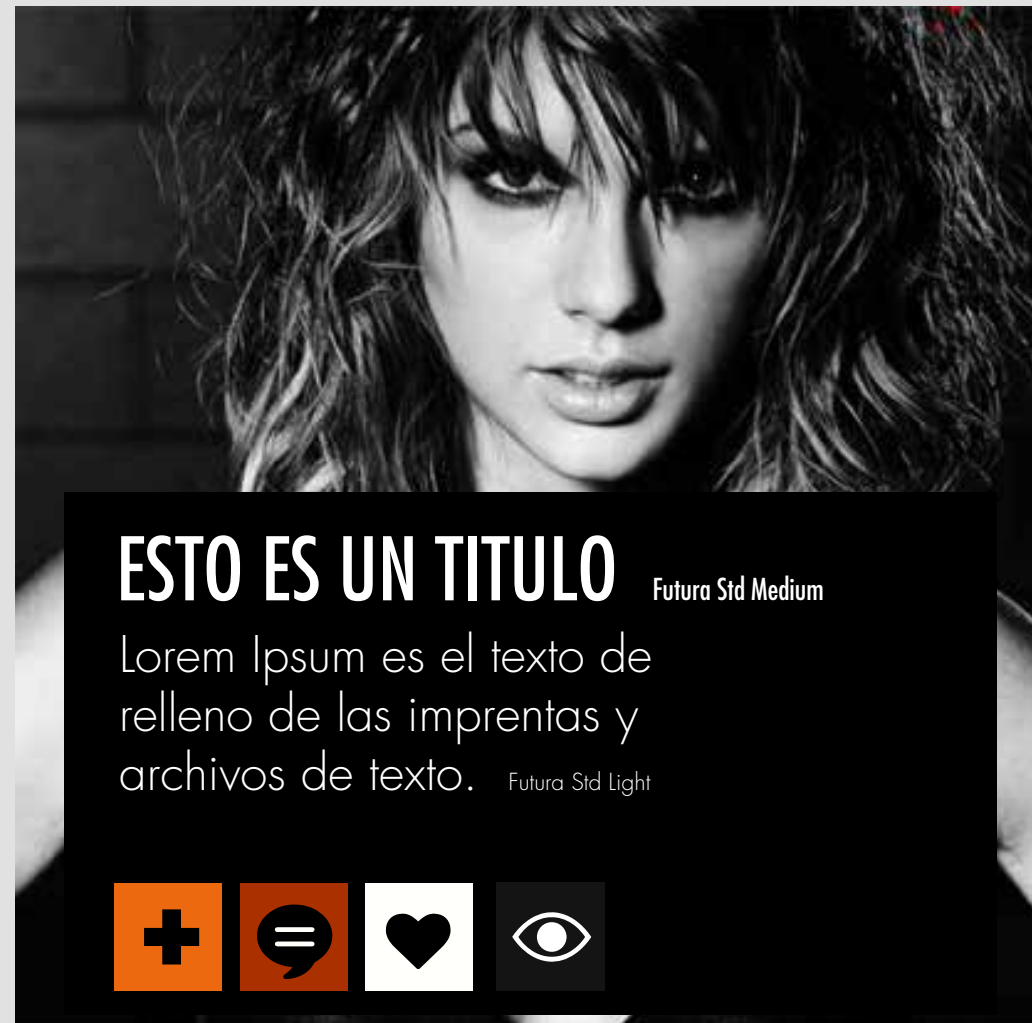 ESTO ES UN TITULO Futura Std Medium
Lorem Ipsum es el texto de
relleno de las imprentas y
archivos de texto. Futura Std Light